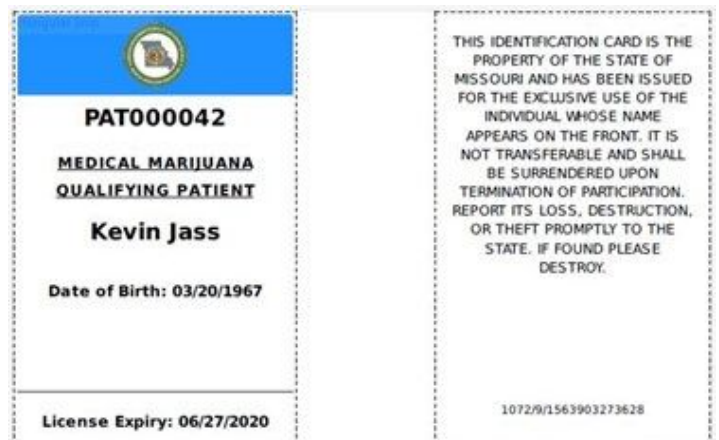 PAT000042
MEDICAL MARIJUANA
QUALIFYING PATIENT
Kevin Jass
Date of Birth: 03/20/1967
License Expiry: 06/27/2020
THIS IDENTIFICATION CARD IS THE
PROPERTY OF THE STATE OF
MISSOURI AND HAS BEEN ISSUED
FOR THE EXCLUSIVE USE OF THE
INDIVIDUAL WHOSE NAME
APPEARS ON THE FRONT. IT IS
NOT TRANSFERABLE AND SHALL
BE SURRENDERED UPON
TERMINATION OF PARTICIPATION.
REPORT ITS LOSS, DESTRUCTION,
OR THEFT PROMPTLY TO THE
STATE. IF FOUND PLEASE
DESTROY.
1072/9/1563903273628